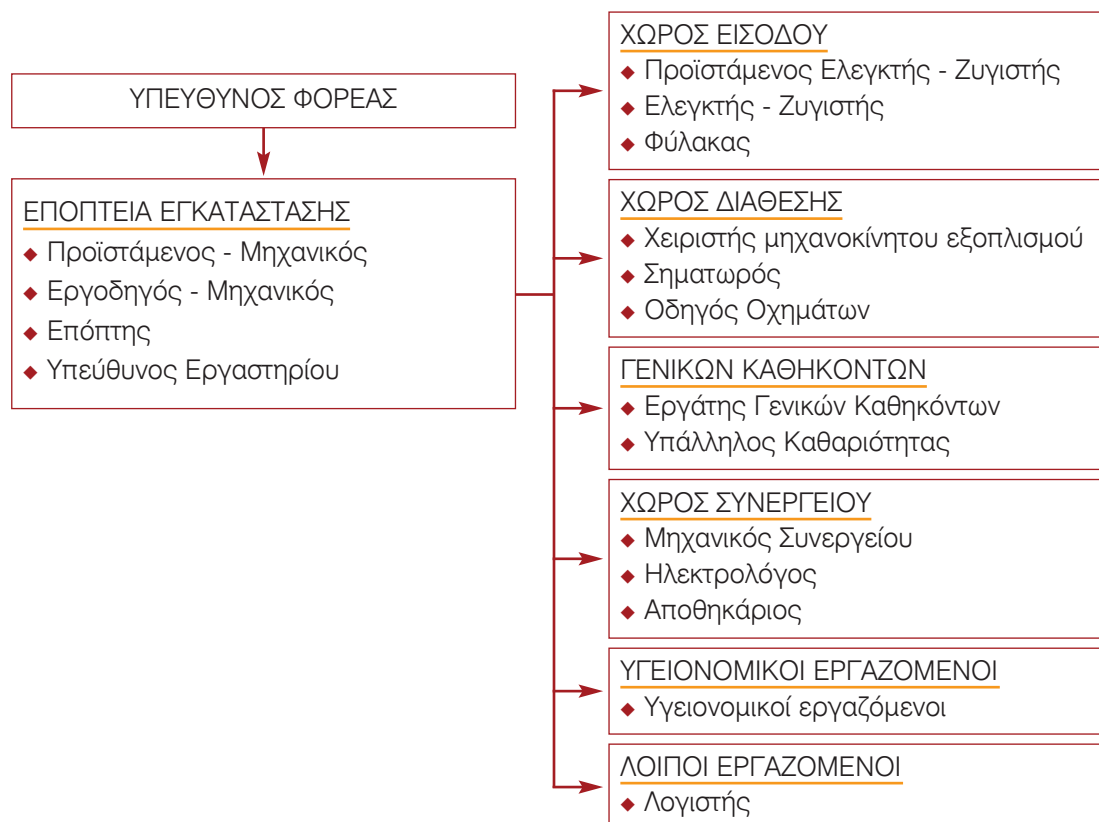 ΥΠΕΥΘΥΝΟΣ ΦΟΡΕΑΣ
ΕΠΟΠΤΕΙΑ ΕΓΚΑΤΑΣΤΑΣΗΣ
◆ Προϊστάμενος - Μηχανικός
◆ Εργοδηγός - Μηχανικός
◆ Επόπτης
◆ Υπεύθυνος Εργαστηρίου
ΧΩΡΟΣ ΕΙΣΟΔΟΥ
◆ Προϊστάμενος Ελεγκτής - Ζυγιστής
◆ Ελεγκτής - Ζυγιστής
◆ Φύλακας
ΧΩΡΟΣ ΔΙΑΘΕΣΗΣ
◆ Χειριστής μηχανοκίνητου εξοπλισμού
◆ Σηματωρός
◆ Οδηγός Οχημάτων
ΓΕΝΙΚΩΝ ΚΑΘΗΚΟΝΤΩΝ
◆ Εργάτης Γενικών Καθηκόντων
◆ Υπάλληλος Καθαριότητας
ΧΩΡΟΣ ΣΥΝΕΡΓΕΙΟΥ
◆ Μηχανικός Συνεργείου
◆ Ηλεκτρολόγος
◆ Αποθηκάριος
ΥΓΕΙΟΝΟΜΙΚΟΙ ΕΡΓΑΖΟΜΕΝΟΙ
◆ Υγειονομικοί εργαζόμενοι
ΛΟΙΠΟΙ ΕΡΓΑΖΟΜΕΝΟΙ
◆ Λογιστής